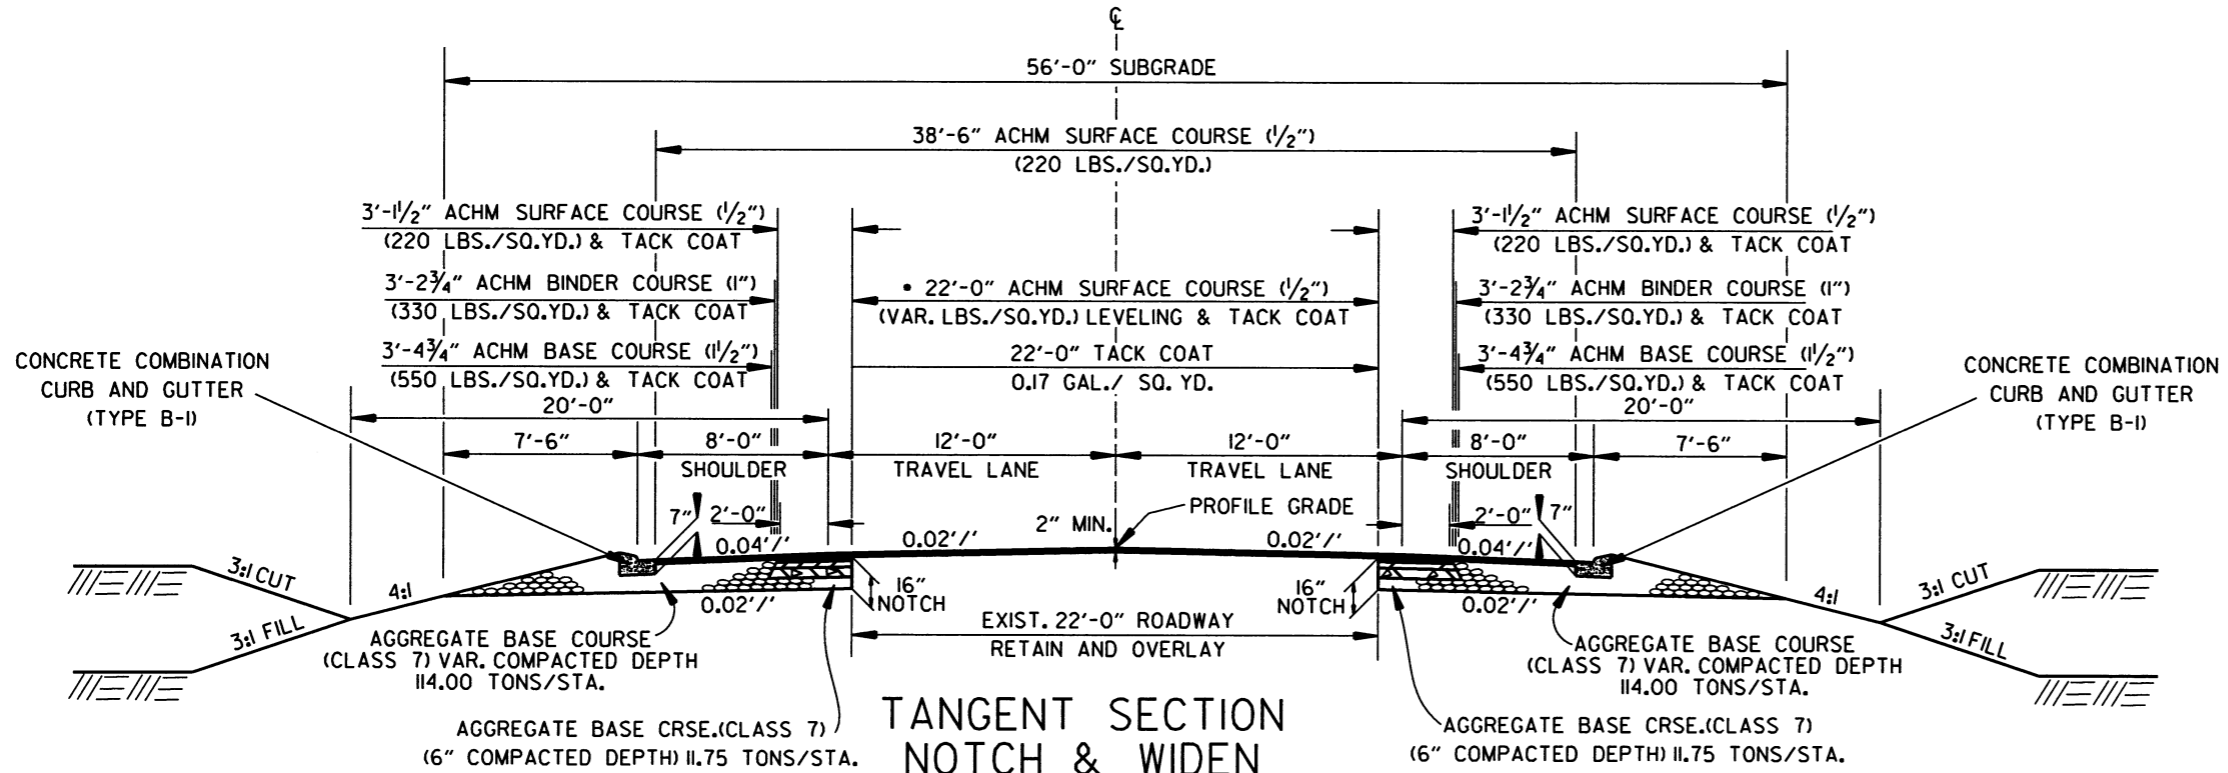 ℄
56'-0" SUBGRADE
38'-6" ACHM SURFACE COURSE (1/2")
(220 LBS./SQ.YD.)
3'-1 1/2" ACHM SURFACE COURSE (1/2")
(220 LBS./SQ.YD.) & TACK COAT
3'-1 1/2" ACHM SURFACE COURSE (1/2")
(220 LBS./SQ.YD.) & TACK COAT
3'-2 3/4" ACHM BINDER COURSE (1")
(330 LBS./SQ.YD.) & TACK COAT
• 22'-0" ACHM SURFACE COURSE (1/2")
(VAR. LBS./SQ.YD.) LEVELING & TACK COAT
3'-2 3/4" ACHM BINDER COURSE (1")
(330 LBS./SQ.YD.) & TACK COAT
3'-4 3/4" ACHM BASE COURSE (1 1/2")
(550 LBS./SQ.YD.) & TACK COAT
22'-0" TACK COAT
0.17 GAL./ SQ. YD.
3'-4 3/4" ACHM BASE COURSE (1 1/2")
(550 LBS./SQ.YD.) & TACK COAT
CONCRETE COMBINATION
CURB AND GUTTER
(TYPE B-1)
CONCRETE COMBINATION
CURB AND GUTTER
(TYPE B-1)
20'-0"
20'-0"
7'-6"
8'-0"
SHOULDER
12'-0"
TRAVEL LANE
12'-0"
TRAVEL LANE
8'-0"
SHOULDER
7'-6"
7"
2'-0"
2" MIN.
PROFILE GRADE
2'-0"
7"
0.04'/'
0.02'/'
0.02'/'
0.04'/'
3:1 CUT
4:1
3:1 FILL
0.02'/'
16"
NOTCH
16"
NOTCH
0.02'/'
4:1
3:1 CUT
3:1 FILL
EXIST. 22'-0" ROADWAY
RETAIN AND OVERLAY
AGGREGATE BASE COURSE
(CLASS 7) VAR. COMPACTED DEPTH
114.00 TONS/STA.
AGGREGATE BASE COURSE
(CLASS 7) VAR. COMPACTED DEPTH
114.00 TONS/STA.
AGGREGATE BASE CRSE.(CLASS 7)
(6" COMPACTED DEPTH) 11.75 TONS/STA.
TANGENT SECTION
NOTCH & WIDEN
AGGREGATE BASE CRSE.(CLASS 7)
(6" COMPACTED DEPTH) 11.75 TONS/STA.